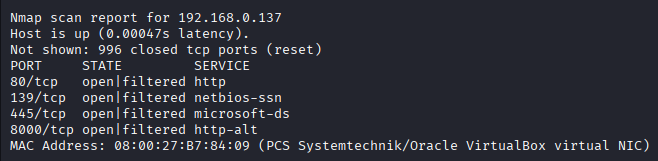 Nmap scan report for 192.168.0.137
Host is up (0.00047s latency).
Not shown: 996 closed tcp ports (reset)
PORT     STATE         SERVICE
80/tcp   open|filtered http
139/tcp  open|filtered netbios-ssn
445/tcp  open|filtered microsoft-ds
8000/tcp open|filtered http-alt
MAC Address: 08:00:27:B7:84:09 (PCS Systemtechnik/Oracle VirtualBox virtual NIC)